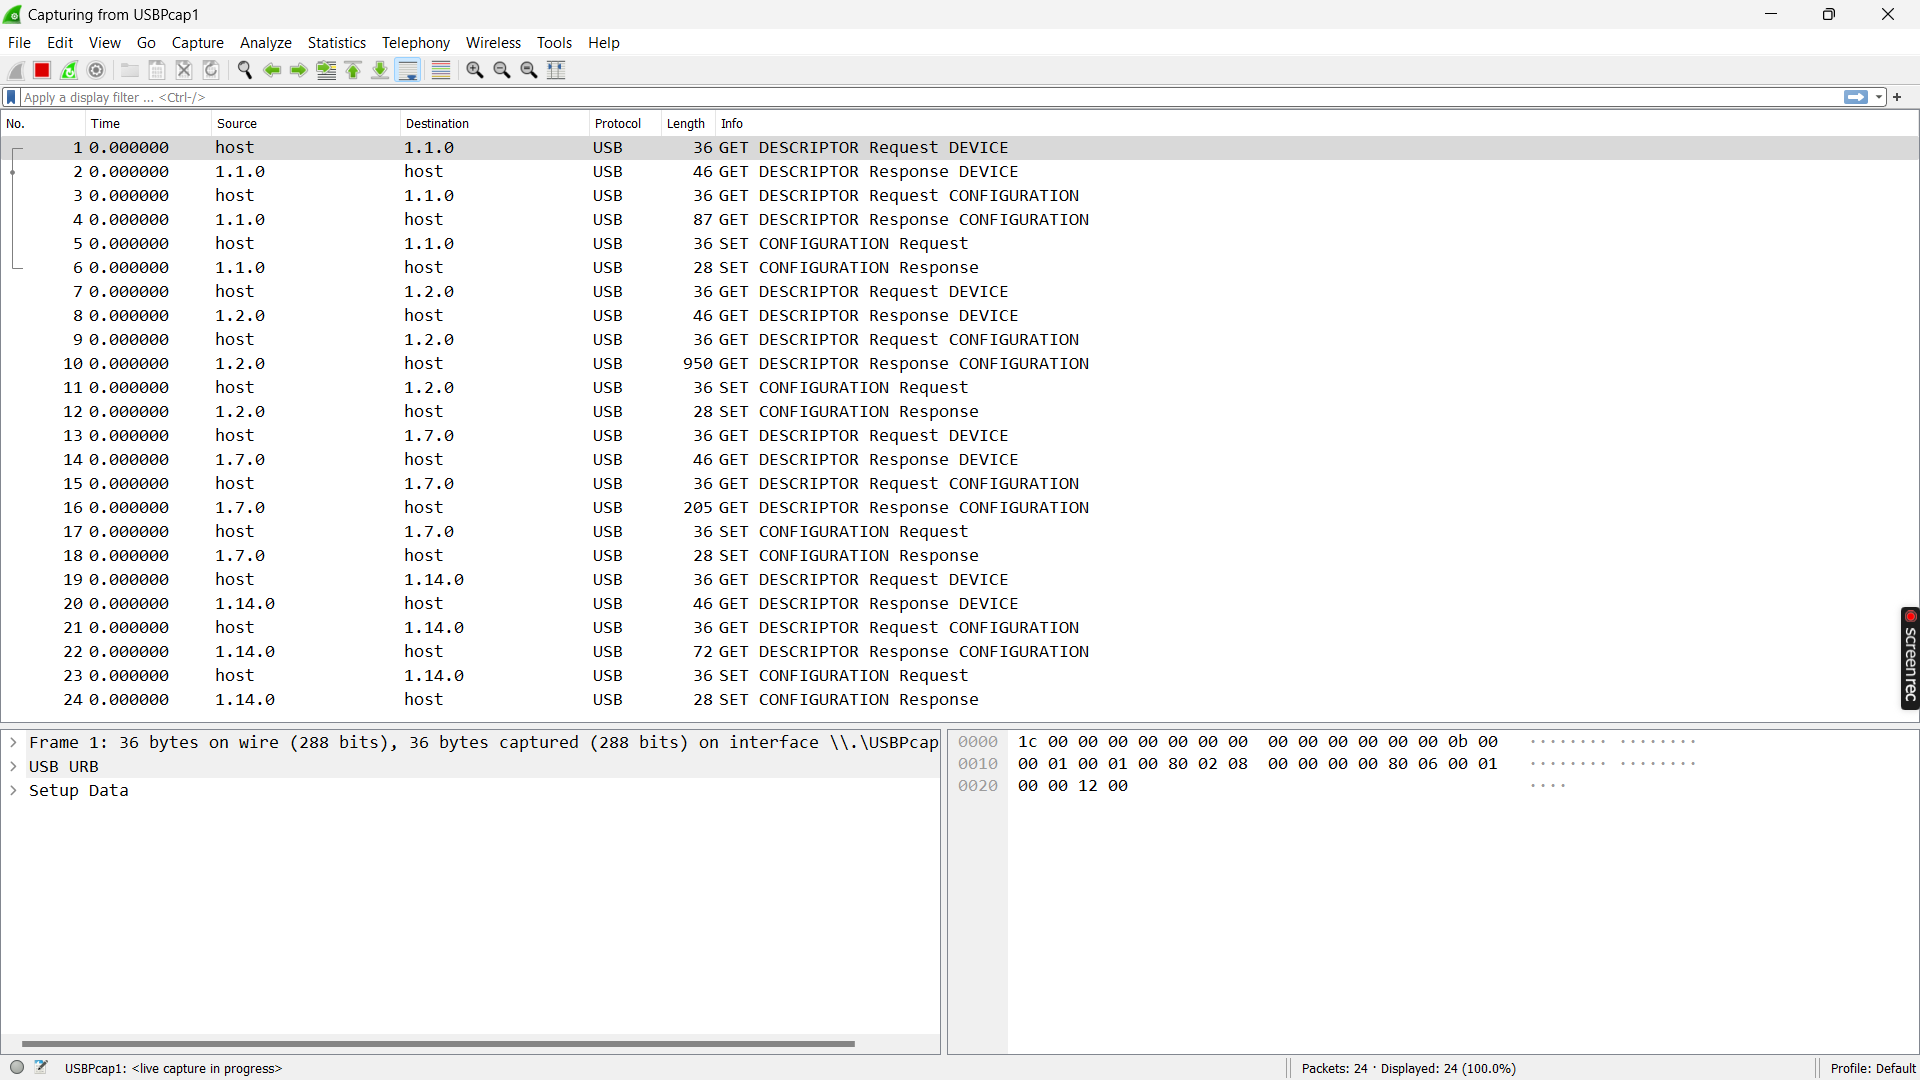 Capturing from USBPcap1
File Edit View Go Capture Analyze Statistics Telephony Wireless Tools Help
Apply a display filter ... <Ctrl-/>
No. Time Source Destination Protocol Length Info
1 0.000000 host 1.1.0 USB 36 GET DESCRIPTOR Request DEVICE
2 0.000000 1.1.0 host USB 46 GET DESCRIPTOR Response DEVICE
3 0.000000 host 1.1.0 USB 36 GET DESCRIPTOR Request CONFIGURATION
4 0.000000 1.1.0 host USB 87 GET DESCRIPTOR Response CONFIGURATION
5 0.000000 host 1.1.0 USB 36 SET CONFIGURATION Request
6 0.000000 1.1.0 host USB 28 SET CONFIGURATION Response
7 0.000000 host 1.2.0 USB 36 GET DESCRIPTOR Request DEVICE
8 0.000000 1.2.0 host USB 46 GET DESCRIPTOR Response DEVICE
9 0.000000 host 1.2.0 USB 36 GET DESCRIPTOR Request CONFIGURATION
10 0.000000 1.2.0 host USB 950 GET DESCRIPTOR Response CONFIGURATION
11 0.000000 host 1.2.0 USB 36 SET CONFIGURATION Request
12 0.000000 1.2.0 host USB 28 SET CONFIGURATION Response
13 0.000000 host 1.7.0 USB 36 GET DESCRIPTOR Request DEVICE
14 0.000000 1.7.0 host USB 46 GET DESCRIPTOR Response DEVICE
15 0.000000 host 1.7.0 USB 36 GET DESCRIPTOR Request CONFIGURATION
16 0.000000 1.7.0 host USB 205 GET DESCRIPTOR Response CONFIGURATION
17 0.000000 host 1.7.0 USB 36 SET CONFIGURATION Request
18 0.000000 1.7.0 host USB 28 SET CONFIGURATION Response
19 0.000000 host 1.14.0 USB 36 GET DESCRIPTOR Request DEVICE
20 0.000000 1.14.0 host USB 46 GET DESCRIPTOR Response DEVICE
21 0.000000 host 1.14.0 USB 36 GET DESCRIPTOR Request CONFIGURATION
22 0.000000 1.14.0 host USB 72 GET DESCRIPTOR Response CONFIGURATION
23 0.000000 host 1.14.0 USB 36 SET CONFIGURATION Request
24 0.000000 1.14.0 host USB 28 SET CONFIGURATION Response
screenrec
Frame 1: 36 bytes on wire (288 bits), 36 bytes captured (288 bits) on interface \\.\USBPcap
USB URB
Setup Data
0000 1c 00 00 00 00 00 00 00 00 00 00 00 00 00 0b 00 ········ ········
0010 00 01 00 01 00 80 02 08 00 00 00 00 80 06 00 01 ········ ········
0020 00 00 12 00 ····
USBPcap1: <live capture in progress>
Packets: 24 · Displayed: 24 (100.0%)
Profile: Default